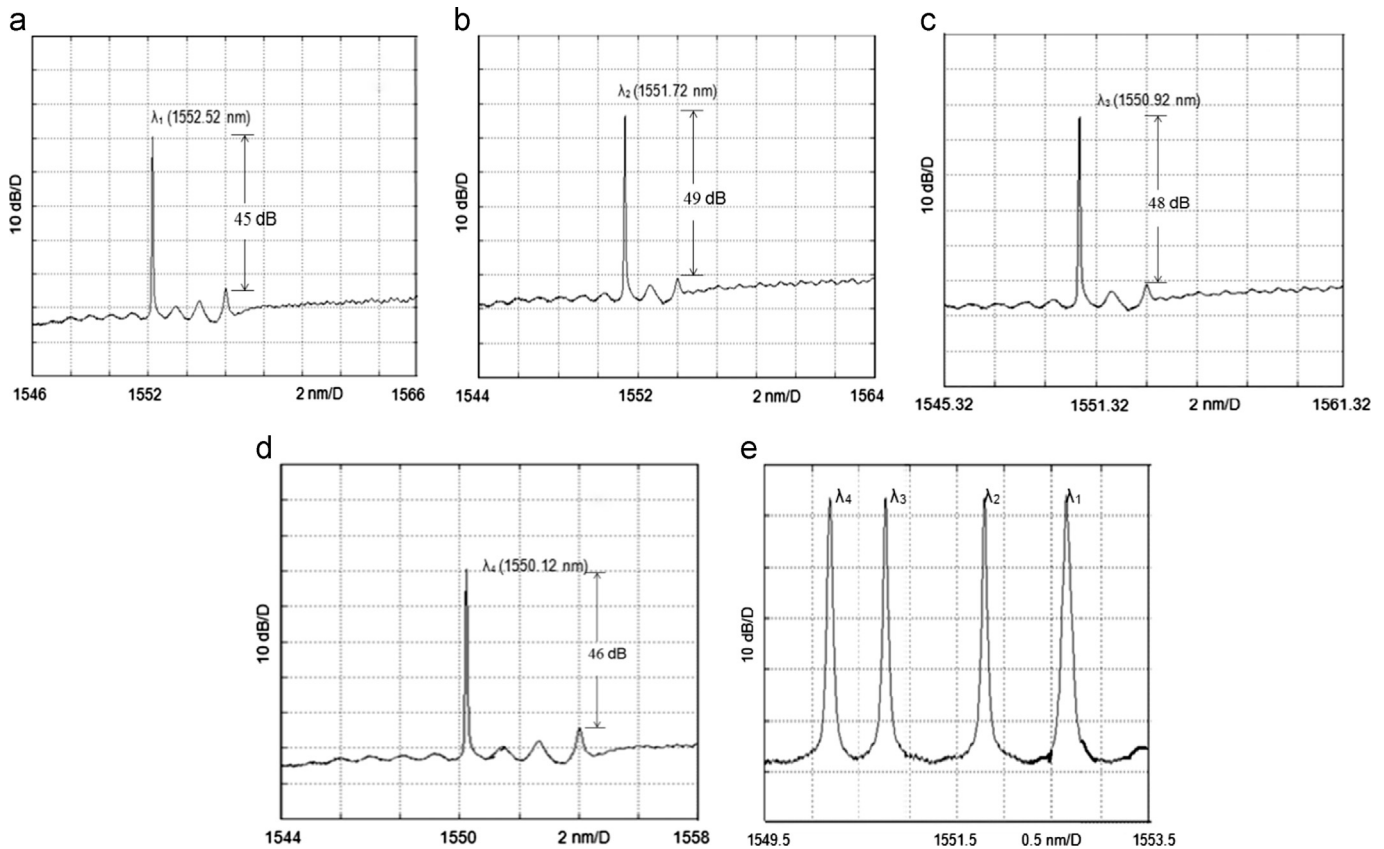 a
λ1 (1552.52 nm)
45 dB
10 dB/D
1546 1552 2 nm/D 1566
b
λ2 (1551.72 nm)
49 dB
10 dB/D
1544 1552 2 nm/D 1564
c
λ3 (1550.92 nm)
48 dB
10 dB/D
1545.32 1551.32 2 nm/D 1561.32
d
λ4 (1550.12 nm)
46 dB
10 dB/D
1544 1550 2 nm/D 1558
e
λ4 λ3 λ2 λ1
10 dB/D
1549.5 1551.5 0.5 nm/D 1553.5